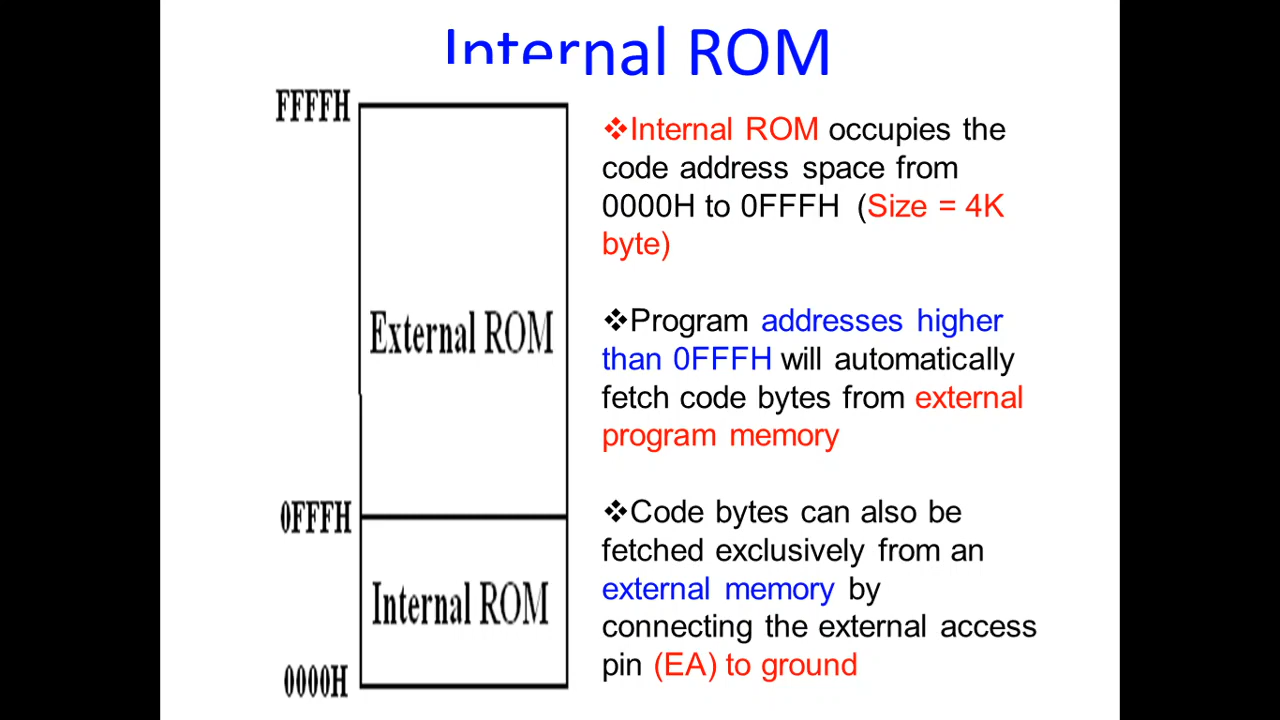 Internal ROM
FFFFH
External ROM
0FFFH
Internal ROM
0000H
❖Internal ROM occupies the
code address space from
0000H to 0FFFH (Size = 4K
byte)
❖Program addresses higher
than 0FFFH will automatically
fetch code bytes from external
program memory
❖Code bytes can also be
fetched exclusively from an
external memory by
connecting the external access
pin (EA) to ground